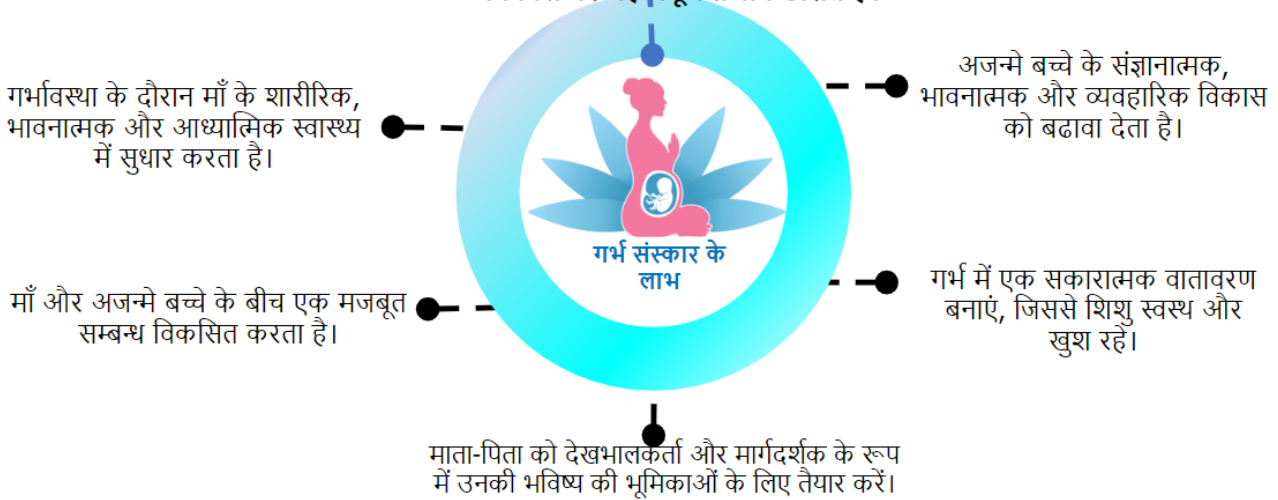 गर्भावस्था के दौरान माँ के शारीरिक,
भावनात्मक और आध्यात्मिक स्वास्थ्य
में सुधार करता है।
अजन्मे बच्चे के संज्ञानात्मक,
भावनात्मक और व्यवहारिक विकास
को बढावा देता है।
गर्भ संस्कार के
लाभ
माँ और अजन्मे बच्चे के बीच एक मजबूत
सम्बन्ध विकसित करता है।
गर्भ में एक सकारात्मक वातावरण
बनाएं, जिससे शिशु स्वस्थ और
खुश रहे।
माता-पिता को देखभालकर्ता और मार्गदर्शक के रूप
में उनकी भविष्य की भूमिकाओं के लिए तैयार करें।